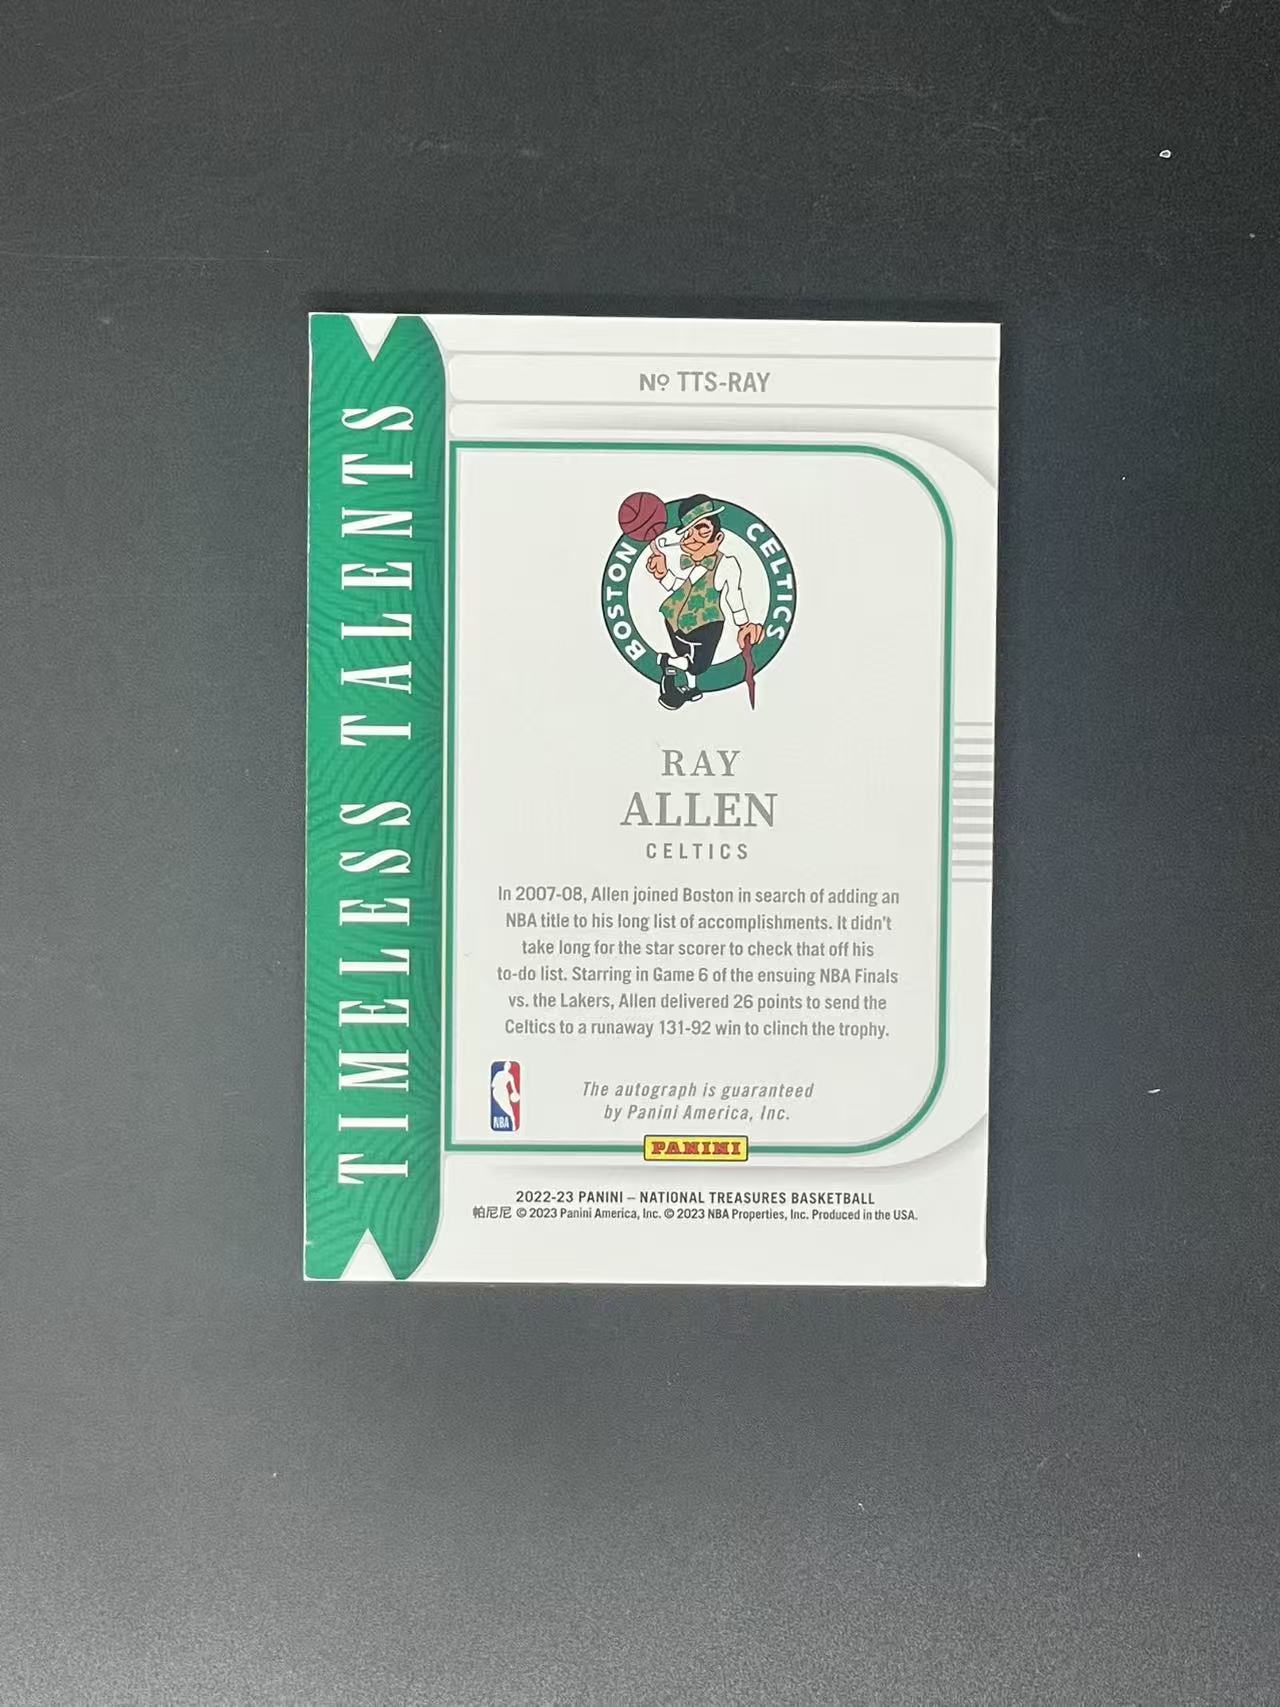 TIMELESS TALENTS
Nº TTS-RAY
BOSTON CELTICS
RAY
ALLEN
CELTICS
In 2007-08, Allen joined Boston in search of adding an
NBA title to his long list of accomplishments. It didn't
take long for the star scorer to check that off his
to-do list. Starring in Game 6 of the ensuing NBA Finals
vs. the Lakers, Allen delivered 26 points to send the
Celtics to a runaway 131-92 win to clinch the trophy.
NBA
The autograph is guaranteed
by Panini America, Inc.
PANINI
2022-23 PANINI – NATIONAL TREASURES BASKETBALL
帕尼尼 © 2023 Panini America, Inc. © 2023 NBA Properties, Inc. Produced in the USA.